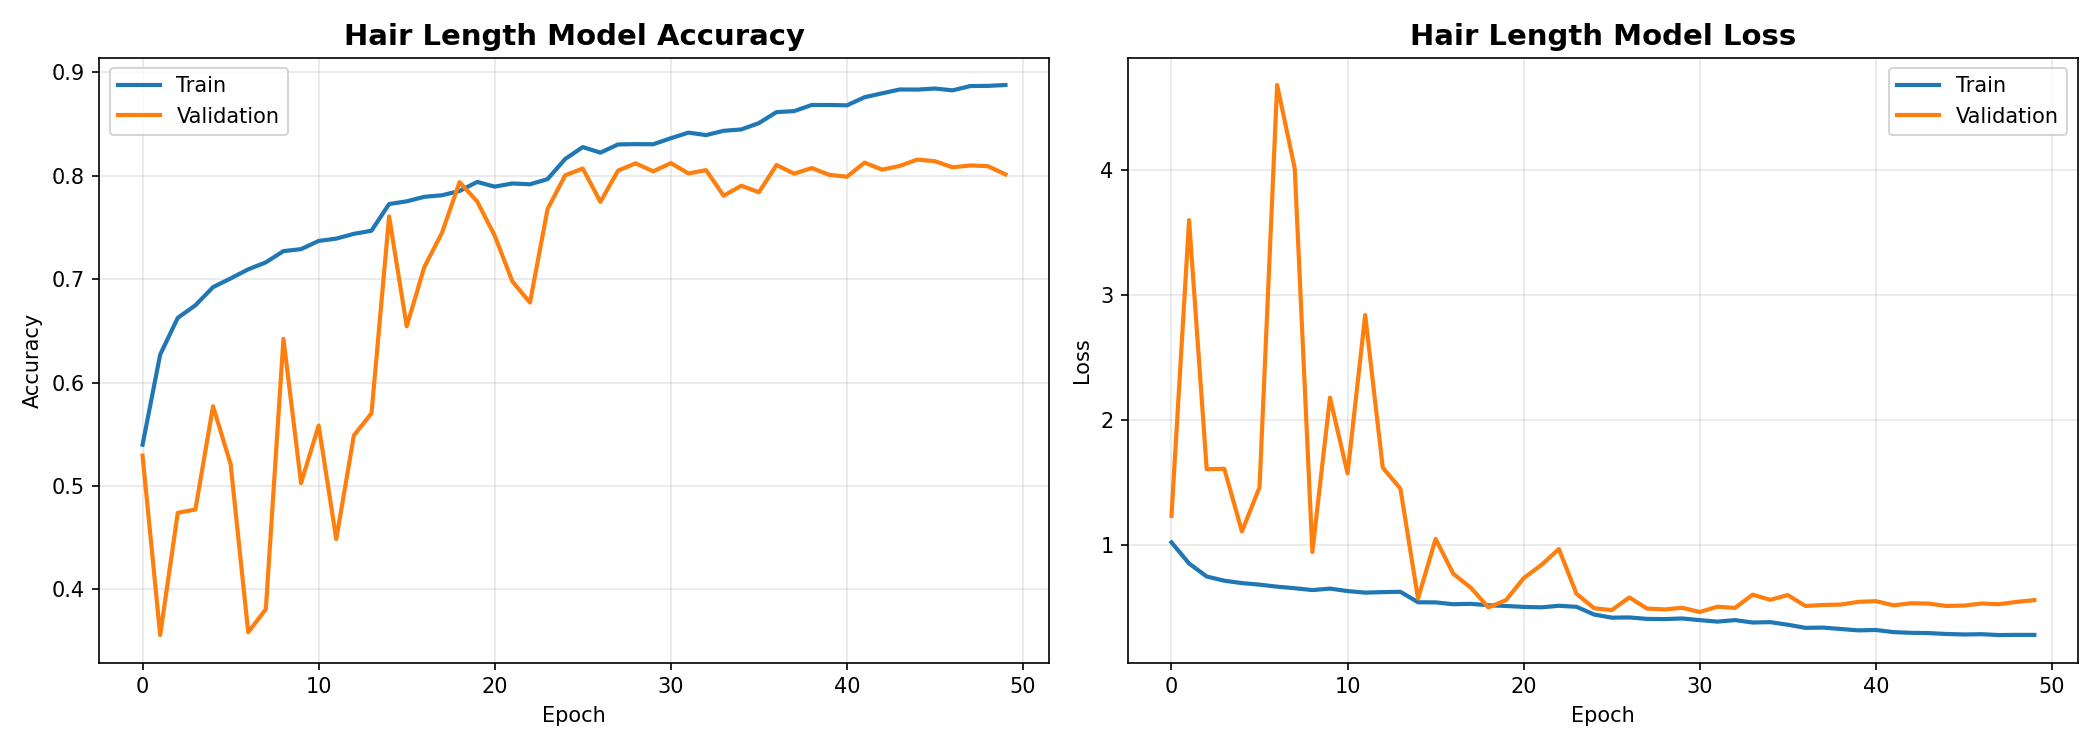 Hair Length Model Accuracy
Train
Validation
Accuracy
0.9
0.8
0.7
0.6
0.5
0.4
0 10 20 30 40 50
Epoch
Hair Length Model Loss
Train
Validation
Loss
4
3
2
1
0 10 20 30 40 50
Epoch